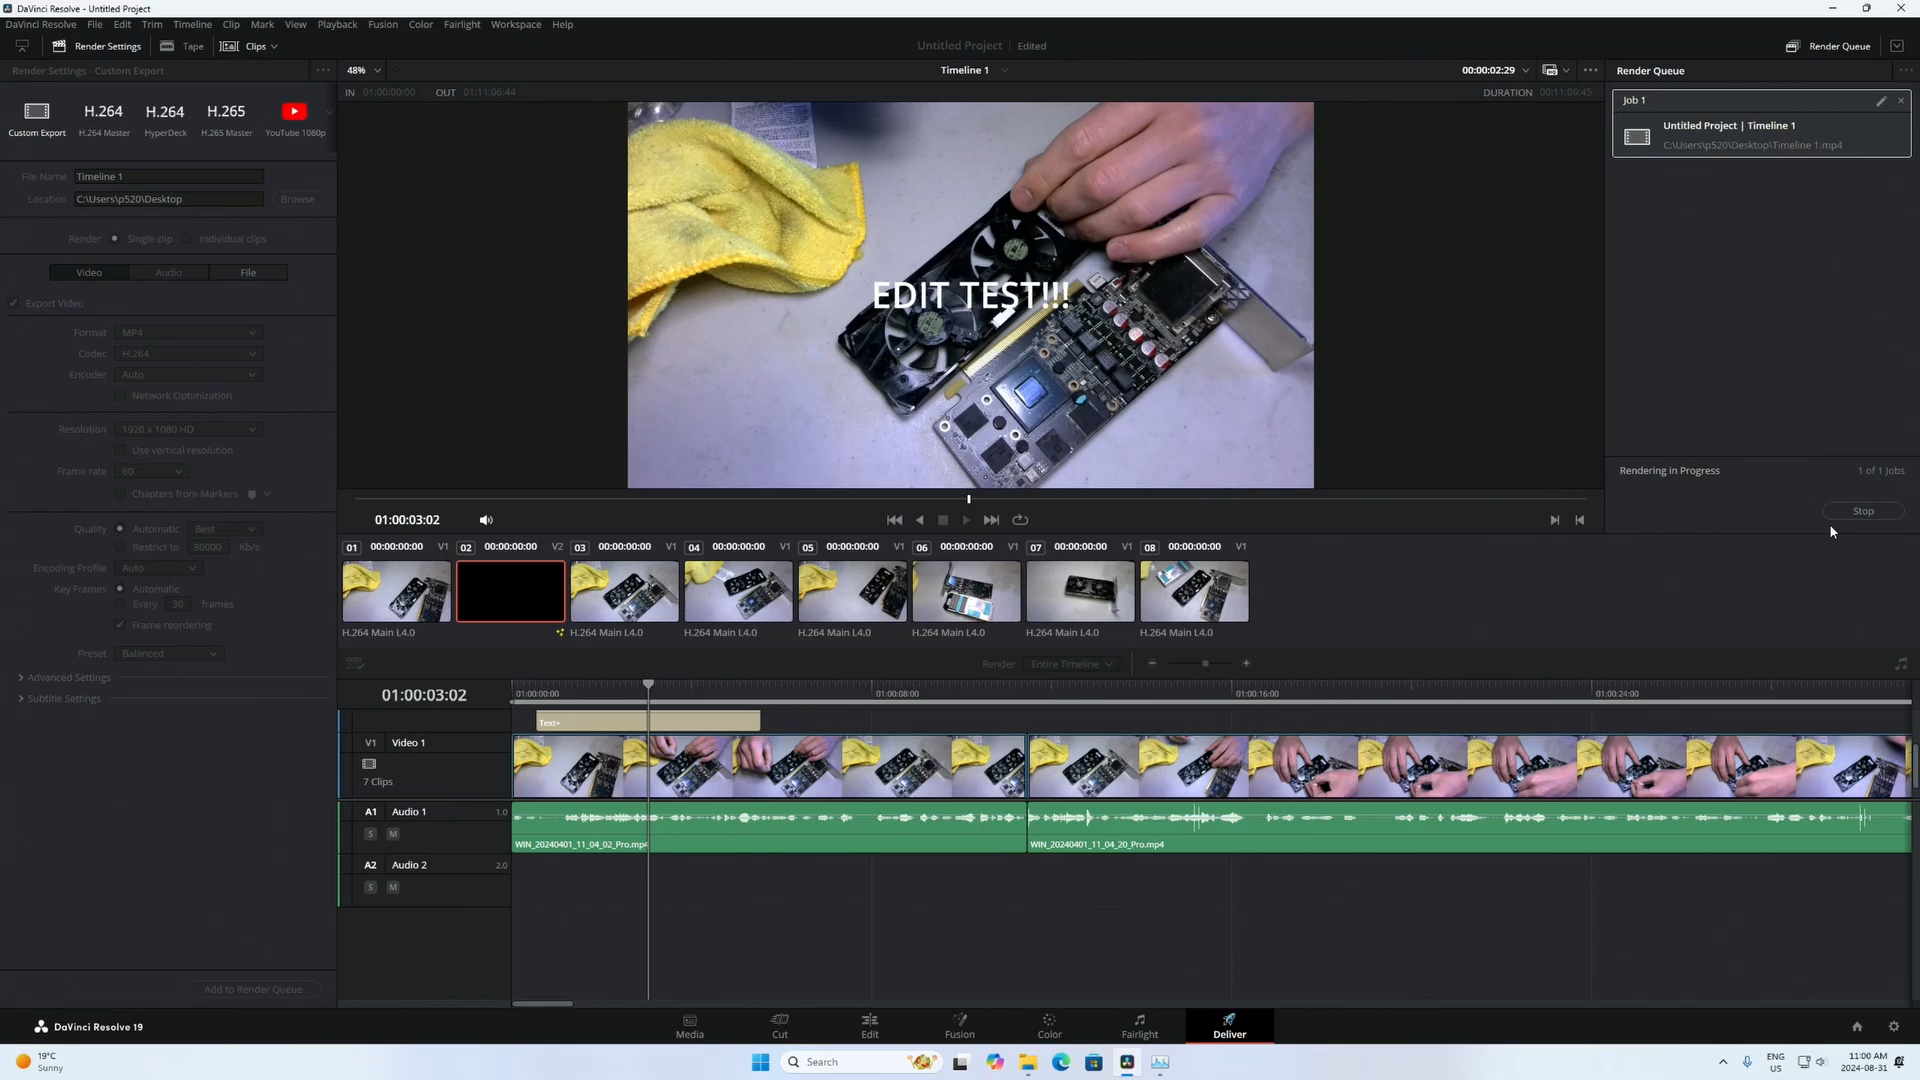 DaVinci Resolve - Untitled Project
DaVinci Resolve File Edit Trim Timeline Clip Mark View Playback Fusion Color Fairlight Workspace Help
Render Settings Tape Clips Untitled Project Edited Render Queue
Render Settings - Custom Export 48% Timeline 1 00:00:02:29 Render Queue
IN 01:00:00:00 OUT 01:11:06:44 DURATION 00:11:06:45
H.264 H.264 H.265
Custom Export H.264 Master HyperDeck H.265 Master YouTube 1080p
Job 1
Untitled Project | Timeline 1
C:\Users\p520\Desktop\Timeline 1.mp4
File Name Timeline 1
Location C:\Users\p520\Desktop Browse
Render Single clip Individual clips
Video Audio File
Export Video
Format MP4
Codec H.264
Encoder Auto
Network Optimization
Resolution 1920 x 1080 HD
Use vertical resolution
Frame rate 60
Chapters from Markers
Quality Automatic Best
Restrict to 80000 Kb/s
Encoding Profile Auto
Key Frames Automatic
Every 30 frames
Frame reordering
Preset Balanced
Advanced Settings
Subtitle Settings
Add to Render Queue
EDIT TEST!!!
Rendering in Progress 1 of 1 Jobs
Stop
01:00:03:02
01 00:00:00:00 V1 02 00:00:00:00 V2 03 00:00:00:00 V1 04 00:00:00:00 V1 05 00:00:00:00 V1 06 00:00:00:00 V1 07 00:00:00:00 V1 08 00:00:00:00 V1
H.264 Main L4.0 H.264 Main L4.0 H.264 Main L4.0 H.264 Main L4.0 H.264 Main L4.0 H.264 Main L4.0 H.264 Main L4.0
Render Entire Timeline
01:00:03:02 01:00:00:00 01:00:08:00 01:00:16:00 01:00:24:00
Text+
V1 Video 1
7 Clips
A1 Audio 1 1.0
S M
WIN_20240401_11_04_02_Pro.mp4 WIN_20240401_11_04_20_Pro.mp4
A2 Audio 2 2.0
S M
DaVinci Resolve 19 Media Cut Edit Fusion Color Fairlight Deliver
19°C
Sunny
Search
ENG
US
11:00 AM
2024-08-31